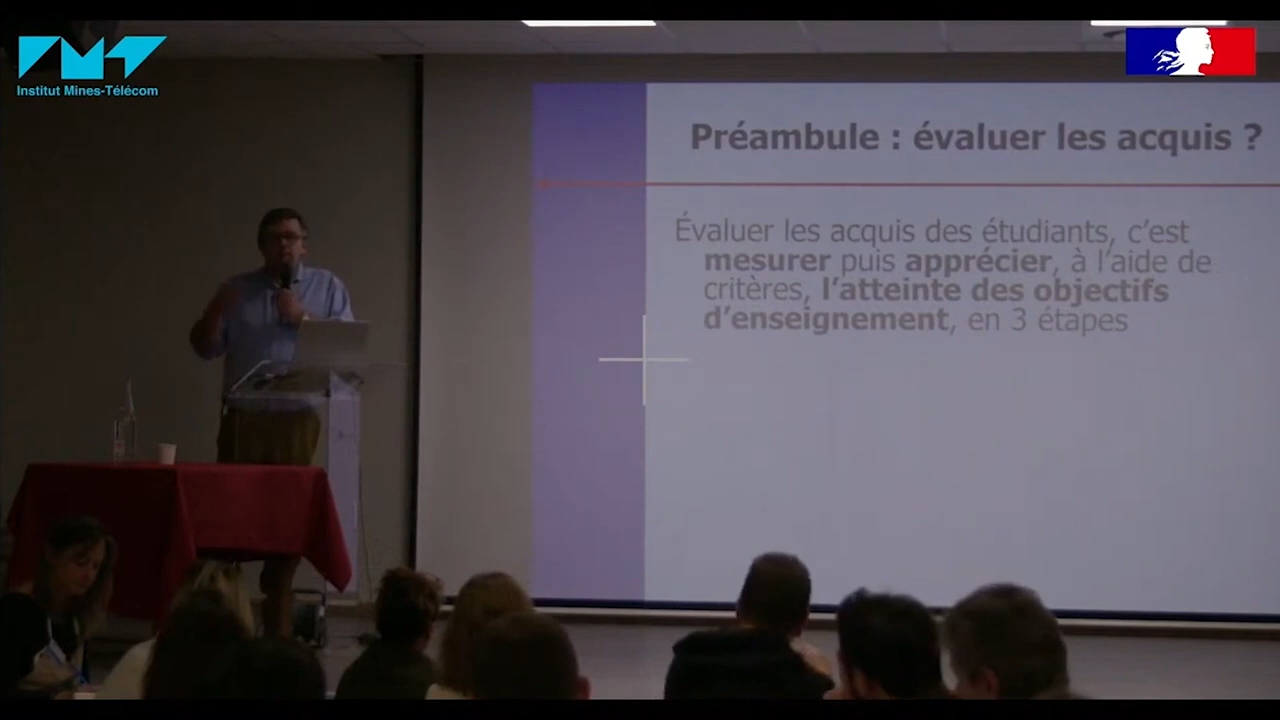 IMT
Institut Mines-Télécom
Préambule : évaluer les acquis ?
Évaluer les acquis des étudiants, c'est
mesurer puis apprécier, à l'aide de
critères, l'atteinte des objectifs
d'enseignement, en 3 étapes